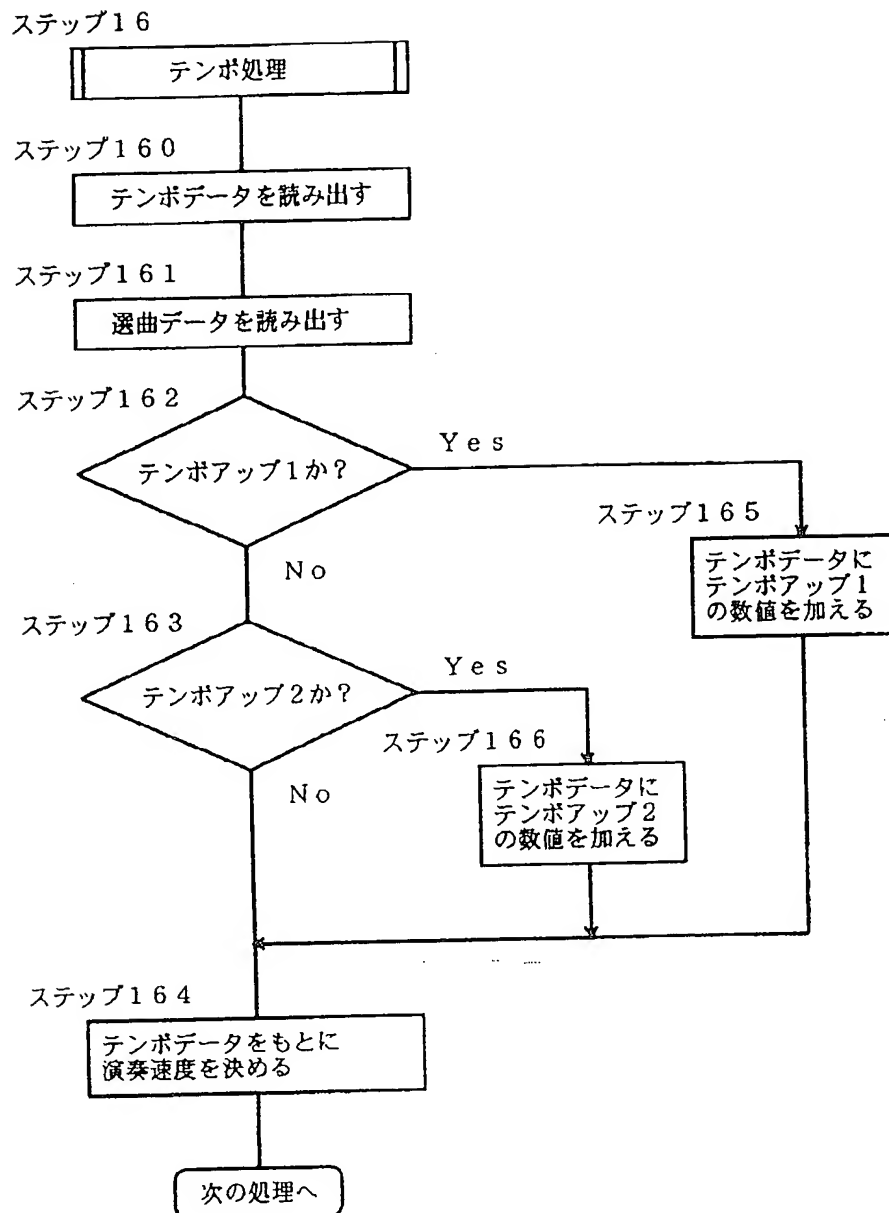 ステップ16
テンポ処理
ステップ160
テンポデータを読み出す
ステップ161
選曲データを読み出す
ステップ162
テンポアップ1か?
Yes
No
ステップ165
テンポデータに
テンポアップ1
の数値を加える
ステップ163
テンポアップ2か?
Yes
No
ステップ166
テンポデータに
テンポアップ2
の数値を加える
ステップ164
テンポデータをもとに
演奏速度を決める
次の処理へ